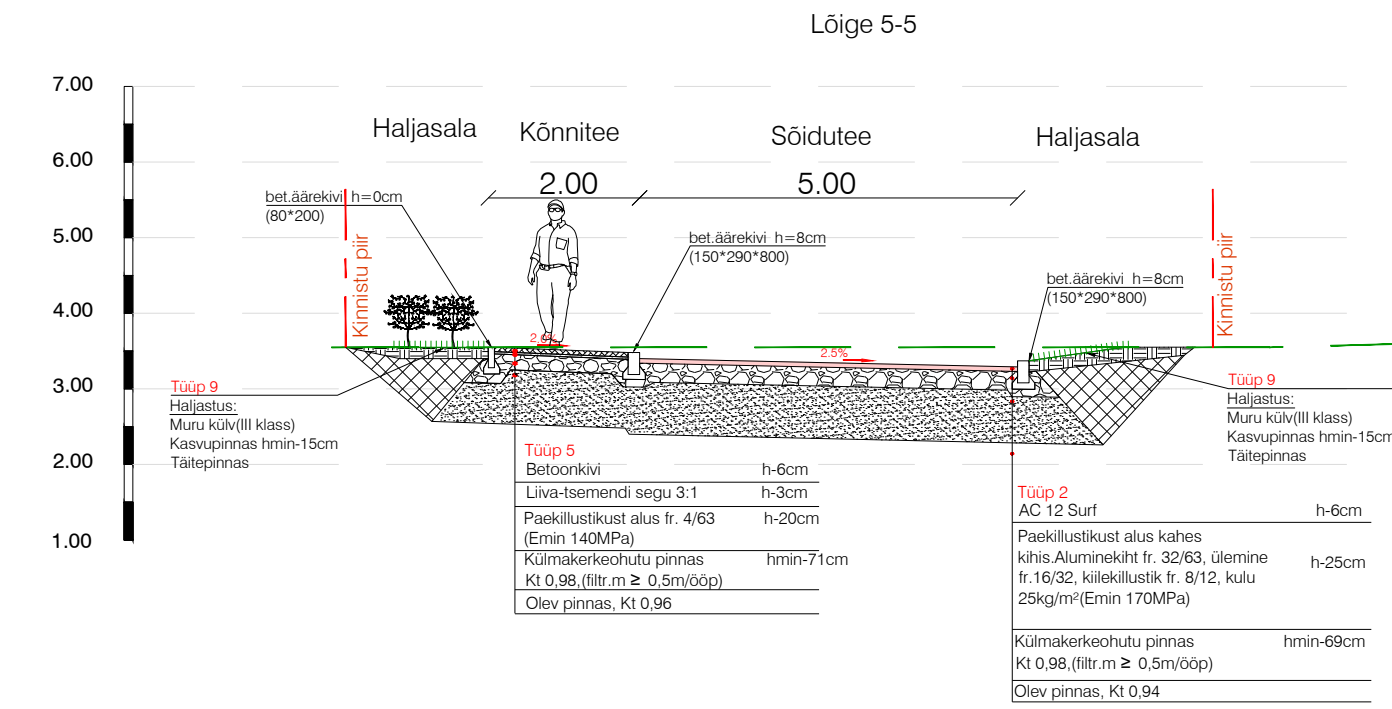 Lõige 5-5
7.00
6.00
5.00
4.00
3.00
2.00
1.00
Haljasala
Kõnnitee
Sõidutee
Haljasala
2.00
5.00
bet.äärekivi h=0cm
(80*200)
bet.äärekivi h=8cm
(150*290*800)
bet.äärekivi h=8cm
(150*290*800)
Kinnistu piir
Kinnistu piir
2.0%
2.5%
Tüüp 9
Haljastus:
Muru külv(III klass)
Kasvupinnas hmin-15cm
Täitepinnas
Tüüp 9
Haljastus:
Muru külv(III klass)
Kasvupinnas hmin-15cm
Täitepinnas
Tüüp 5
Betoonkivi h-6cm
Liiva-tsemendi segu 3:1 h-3cm
Paekillustikust alus fr. 4/63 h-20cm
(Emin 140MPa)
Külmakerkeohutu pinnas hmin-71cm
Kt 0,98,(filtr.m ≥ 0,5m/ööp)
Olev pinnas, Kt 0,96
Tüüp 2
AC 12 Surf h-6cm
Paekillustikust alus kahes
kihis.Aluminekiht fr. 32/63, ülemine h-25cm
fr.16/32, kiilekillustik fr. 8/12, kulu
25kg/m²(Emin 170MPa)
Külmakerkeohutu pinnas hmin-69cm
Kt 0,98,(filtr.m ≥ 0,5m/ööp)
Olev pinnas, Kt 0,94